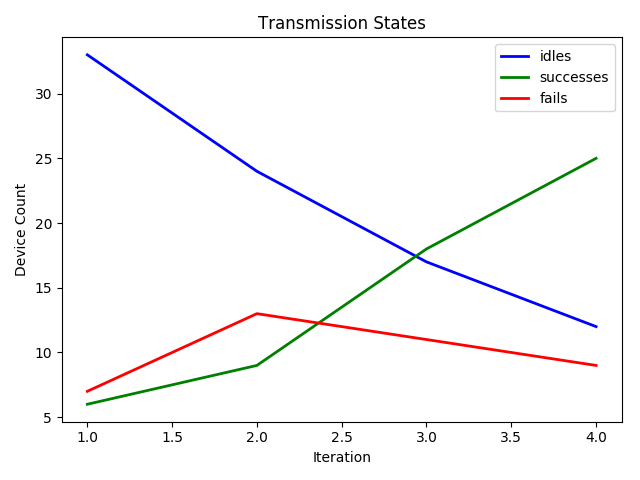 Transmission States
idles
successes
fails
Device Count
30
25
20
15
10
5
1.0 1.5 2.0 2.5 3.0 3.5 4.0
Iteration